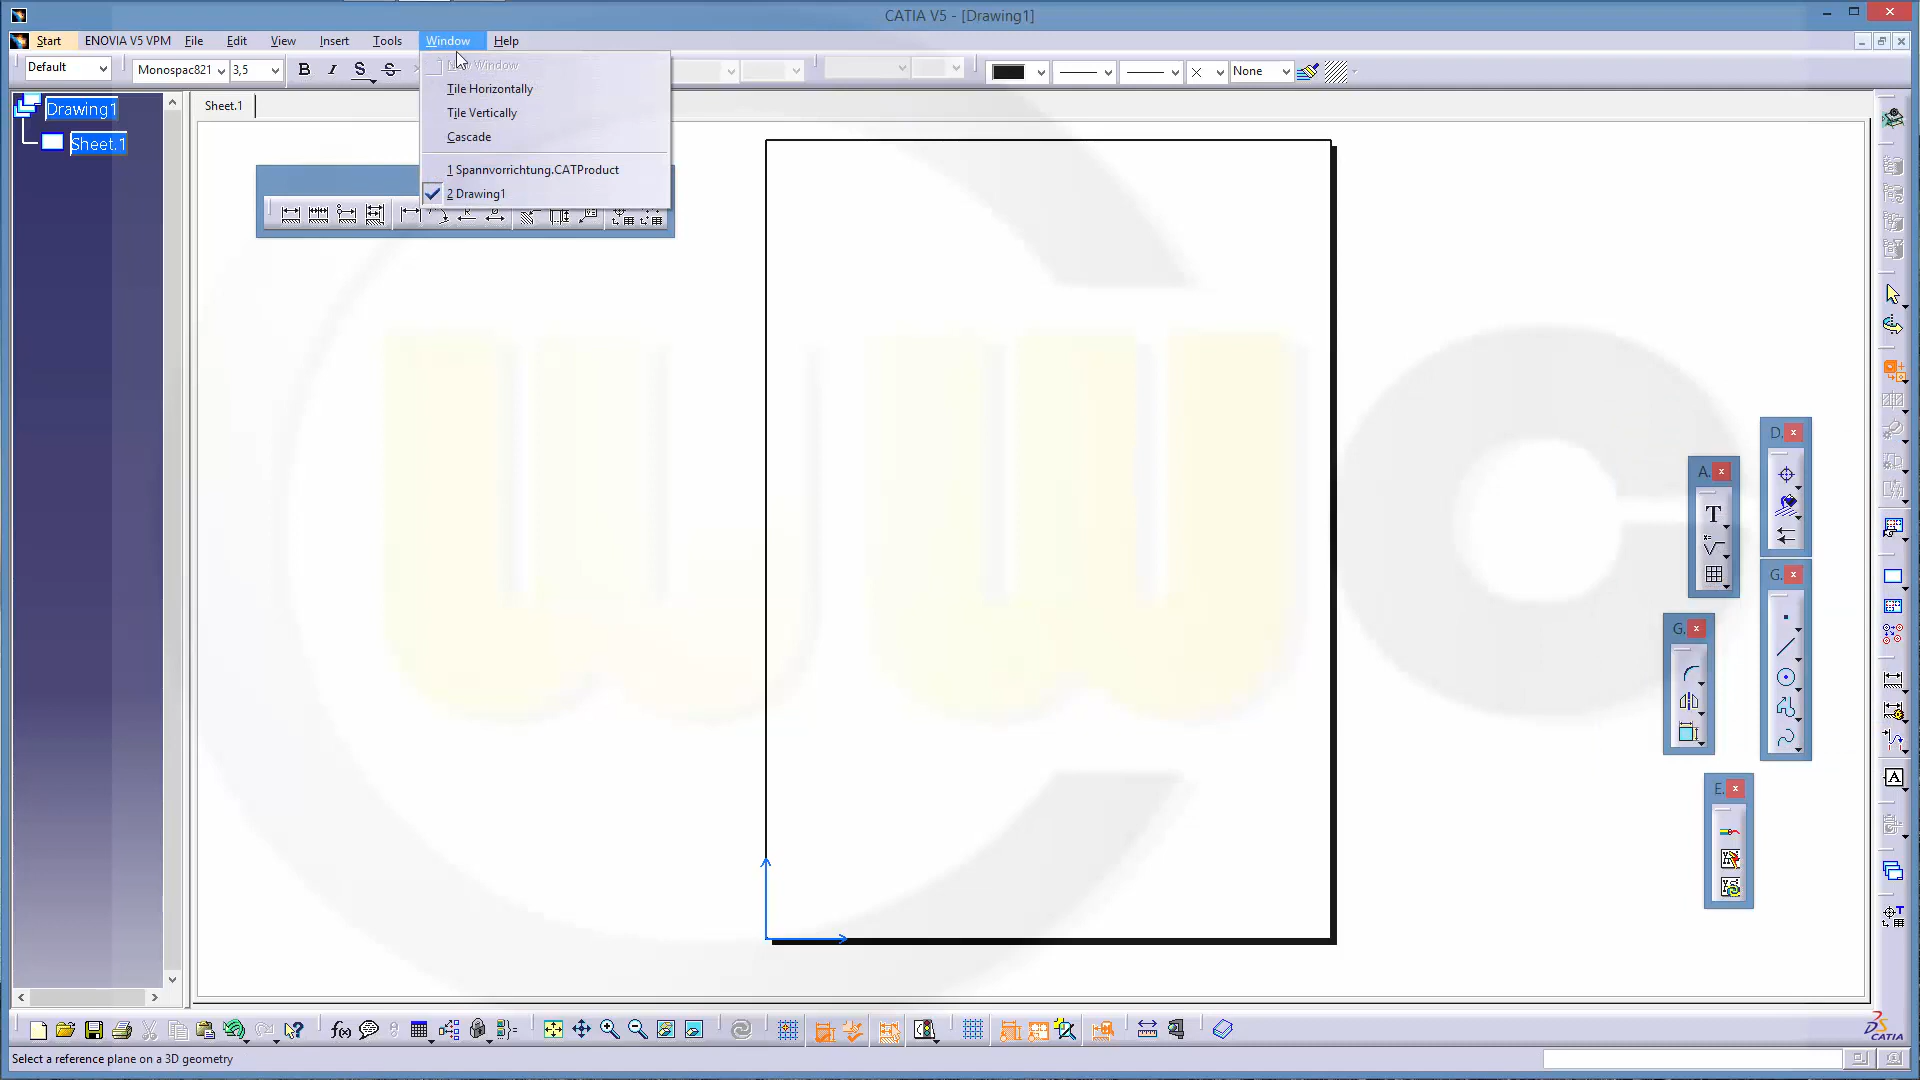 CATIA V5 - [Drawing1]
Start ENOVIA V5 VPM File Edit View Insert Tools Window Help
Default Monospac821 3,5 B I S S None
Window
Tile Horizontally
Tile Vertically
Cascade
1 Spannvorrichtung.CATProduct
2 Drawing1
Drawing1
Sheet.1
Sheet.1
D.
A.
T
G.
G.
E.
A
CATIA
Select a reference plane on a 3D geometry